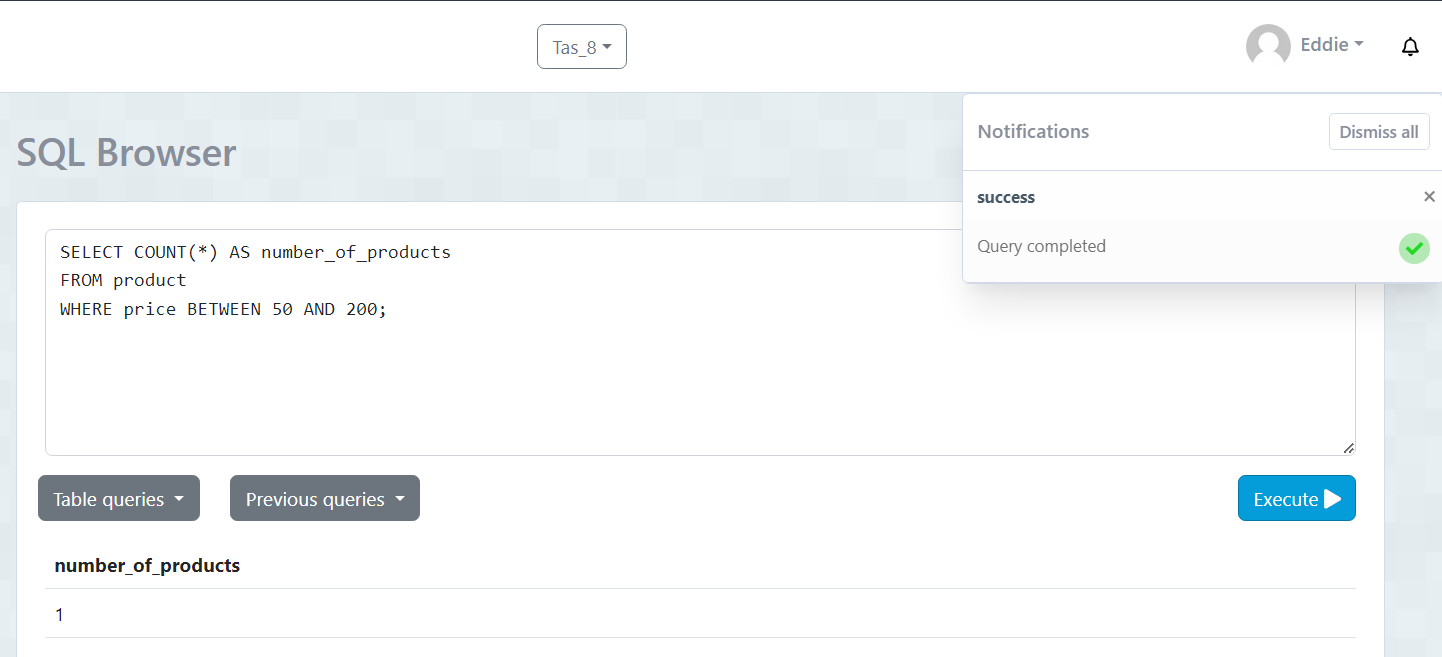 Tas_8
Eddie
SQL Browser
Notifications
Dismiss all
success
Query completed
SELECT COUNT(*) AS number_of_products
FROM product
WHERE price BETWEEN 50 AND 200;
Table queries
Previous queries
Execute
number_of_products
1